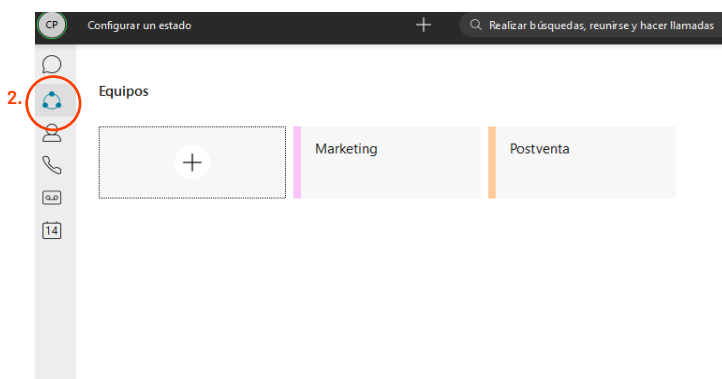 CP
Configurar un estado
Realizar búsquedas, reunirse y hacer llamadas
2.
Equipos
Marketing
Postventa
14